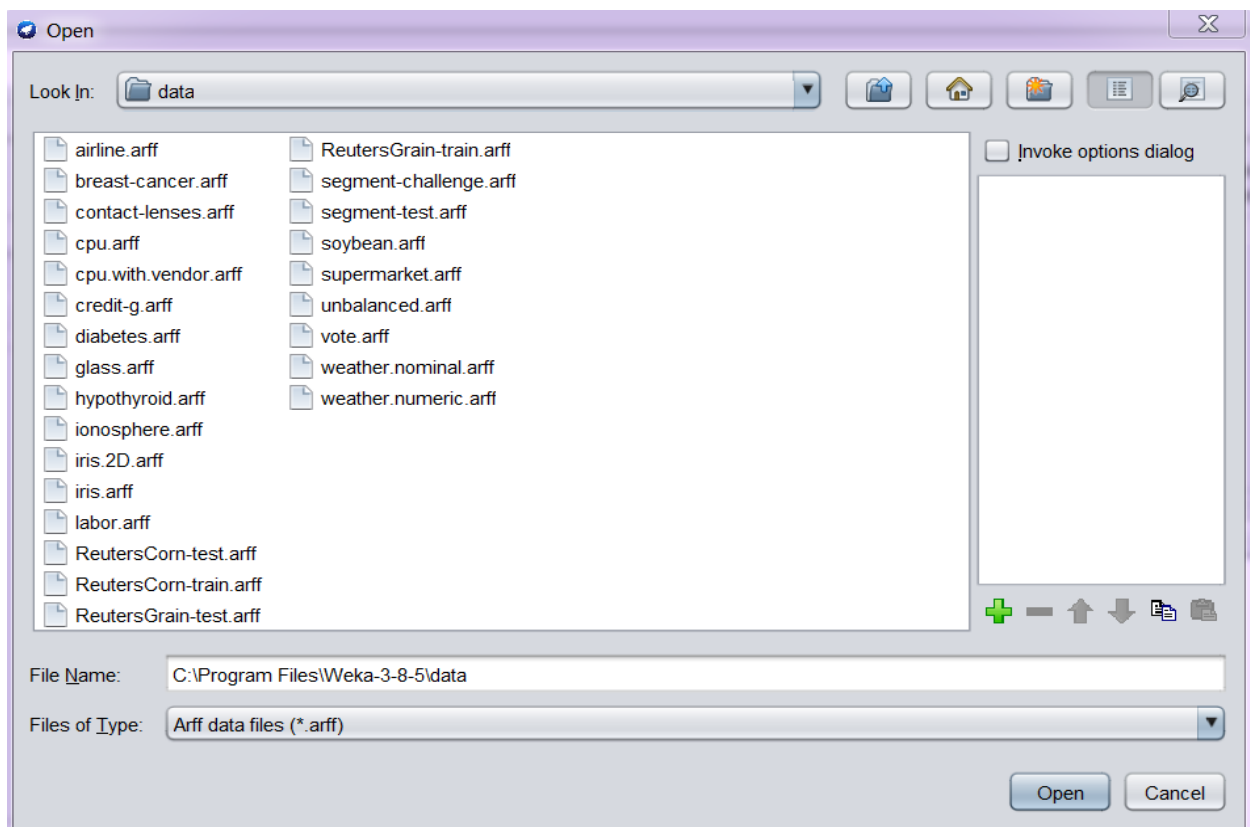 Open
Look In:
data
airline.arff
breast-cancer.arff
contact-lenses.arff
cpu.arff
cpu.with.vendor.arff
credit-g.arff
diabetes.arff
glass.arff
hypothyroid.arff
ionosphere.arff
iris.2D.arff
iris.arff
labor.arff
ReutersCorn-test.arff
ReutersCorn-train.arff
ReutersGrain-test.arff
ReutersGrain-train.arff
segment-challenge.arff
segment-test.arff
soybean.arff
supermarket.arff
unbalanced.arff
vote.arff
weather.nominal.arff
weather.numeric.arff
Invoke options dialog
File Name:
C:\Program Files\Weka-3-8-5\data
Files of Type:
Arff data files (*.arff)
Open
Cancel